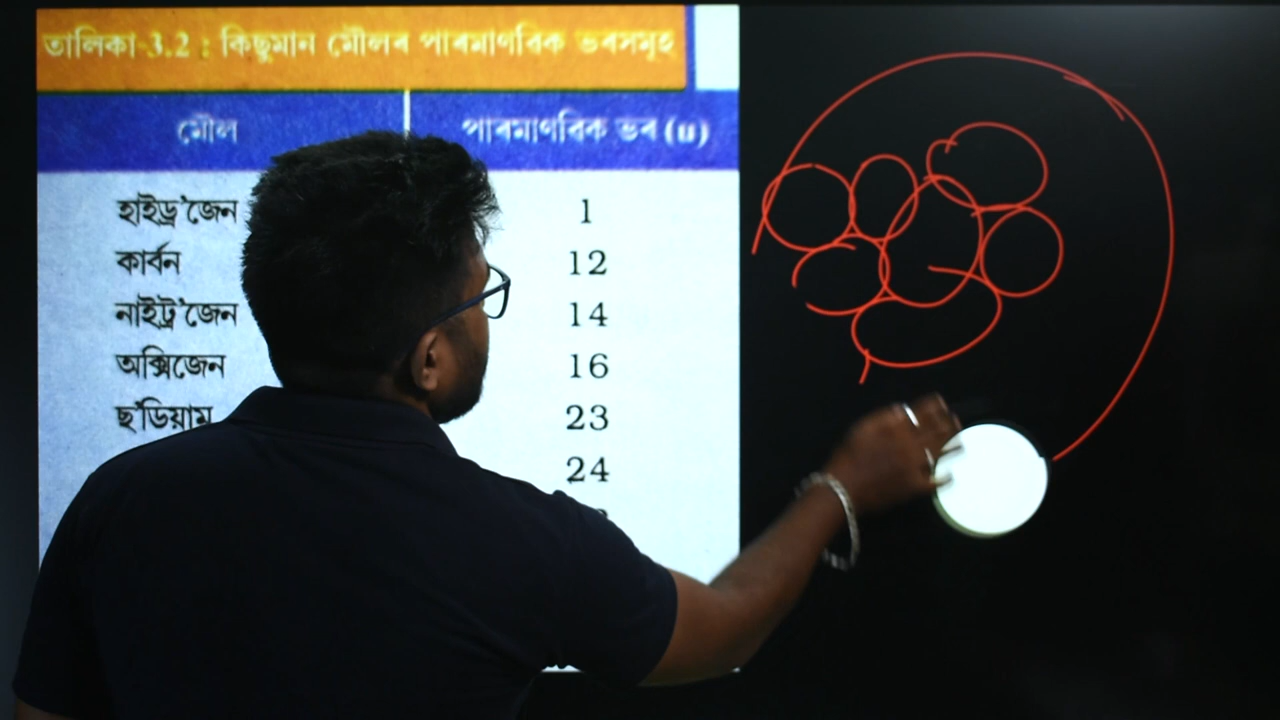 তালিকা 3.2 : কিছুমান মৌলৰ পাৰমাণৱিক ভৰসমূহ
মৌল পাৰমাণৱিক ভৰ (u)
হাইড্ৰ'জেন 1
কাৰ্বন 12
নাইট্ৰ'জেন 14
অক্সিজেন 16
ছ'ডিয়াম 23
24